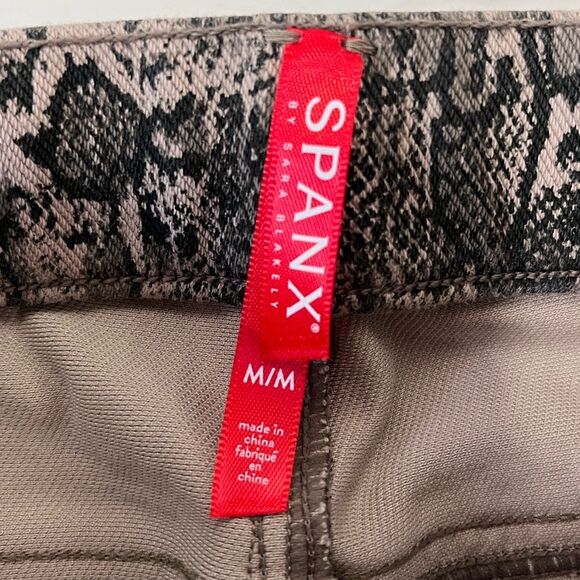 SPANX®
BY SARA BLAKELY
M/M
made in
china
fabriqué
en
chine